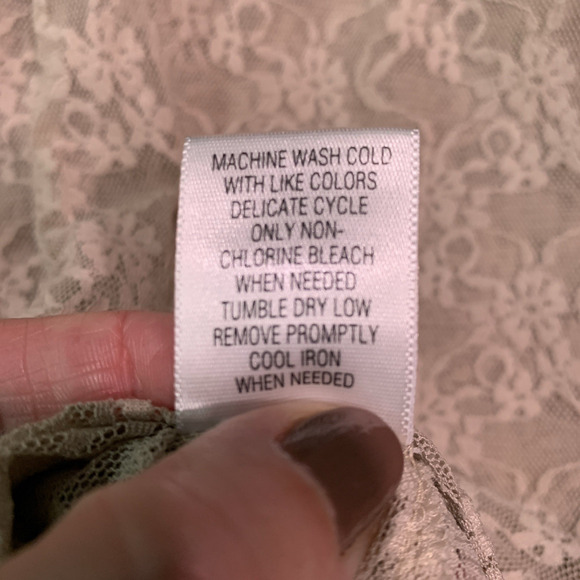 MACHINE WASH COLD
WITH LIKE COLORS
DELICATE CYCLE
ONLY NON-
CHLORINE BLEACH
WHEN NEEDED
TUMBLE DRY LOW
REMOVE PROMPTLY
COOL IRON
WHEN NEEDED